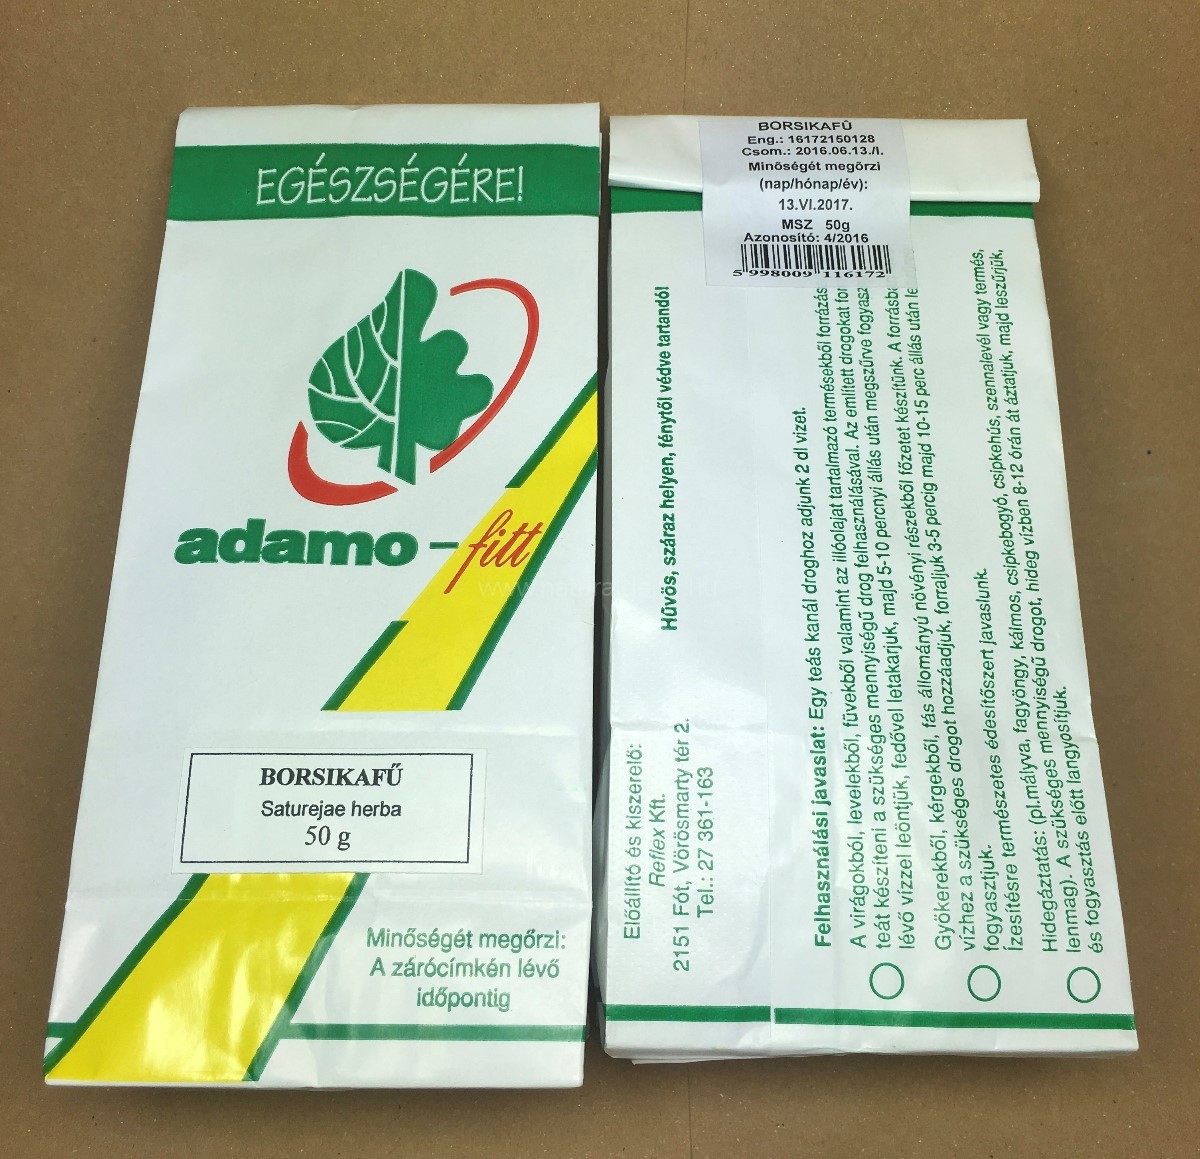 EGÉSZSÉGÉRE!
adamo-fitt
BORSIKAFŰ
Saturejae herba
50 g
Minőségét megőrzi:
A zárócímkén lévő
időpontig
BORSIKAFŰ
Eng.: 16172150128
Csom.: 2016.06.13./I.
Minőségét megőrzi
(nap/hónap/év):
13.VI.2017.
MSZ 50g
Azonosító: 4/2016
5 998009 116172
Előállító és kiszerelő:
Reflex Kft.
2151 Fót, Vörösmarty tér 2.
Tel.: 27 361-163
Hűvös, száraz helyen, fénytől védve tartandó!
Felhasználási javaslat: Egy teás kanál droghoz adjunk 2 dl vizet.
A virágokból, levelekből, füvekből valamint az illóolajat tartalmazó termésekből forrázás
teát készíteni a szükséges mennyiségű drog felhasználásával. Az említett drogokat for
lévő vízzel leöntjük, fedővel letakarjuk, majd 5-10 percnyi állás után megszűrve fogyasz
Gyökerekből, kérgekből, fás állományú növényi részekből főzetet készítünk. A forrásba
vízhez a szükséges drogot hozzáadjuk, forraljuk 3-5 percig majd 10-15 perc állás után le
fogyasztjuk.
Ízesítésre természetes édesítőszert javaslunk.
Hidegáztatás: (pl.mályva, fagyöngy, kálmos, csipkebogyó, csipkehús, szennalevél vagy termés,
lenmag). A szükséges mennyiségű drogot, hideg vízben 8-12 órán át áztatjuk, majd leszűrjük,
és fogyasztás előtt langyosítjuk.